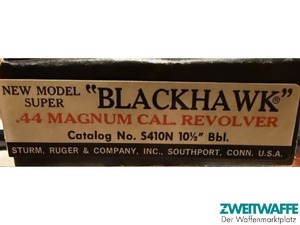 NEW MODEL
SUPER "BLACKHAWK"®
.44 MAGNUM CAL. REVOLVER
Catalog No. S410N 10½" Bbl.
STURM, RUGER & COMPANY, INC., SOUTHPORT, CONN. U.S.A.
ZWEITWAFFE
Der Waffenmarktplatz